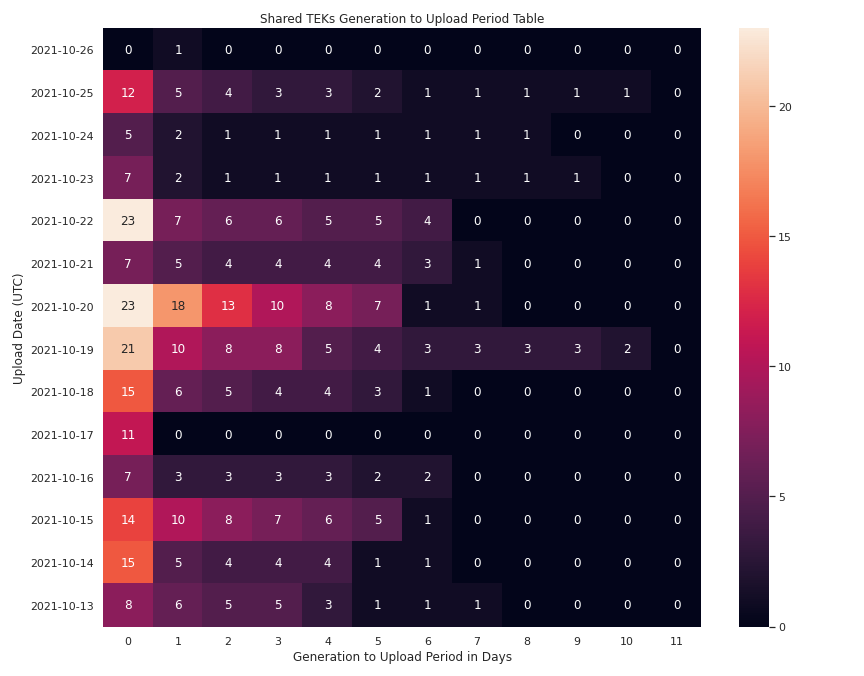 Shared TEKs Generation to Upload Period Table
Upload Date (UTC)
2021-10-26 0 1 0 0 0 0 0 0 0 0 0 0
2021-10-25 12 5 4 3 3 2 1 1 1 1 1 0
2021-10-24 5 2 1 1 1 1 1 1 1 0 0 0
2021-10-23 7 2 1 1 1 1 1 1 1 1 0 0
2021-10-22 23 7 6 6 5 5 4 0 0 0 0 0
2021-10-21 7 5 4 4 4 4 3 1 0 0 0 0
2021-10-20 23 18 13 10 8 7 1 1 0 0 0 0
2021-10-19 21 10 8 8 5 4 3 3 3 3 2 0
2021-10-18 15 6 5 4 4 3 1 0 0 0 0 0
2021-10-17 11 0 0 0 0 0 0 0 0 0 0 0
2021-10-16 7 3 3 3 3 2 2 0 0 0 0 0
2021-10-15 14 10 8 7 6 5 1 0 0 0 0 0
2021-10-14 15 5 4 4 4 1 1 0 0 0 0 0
2021-10-13 8 6 5 5 3 1 1 1 0 0 0 0
0 1 2 3 4 5 6 7 8 9 10 11
Generation to Upload Period in Days
20
15
10
5
0